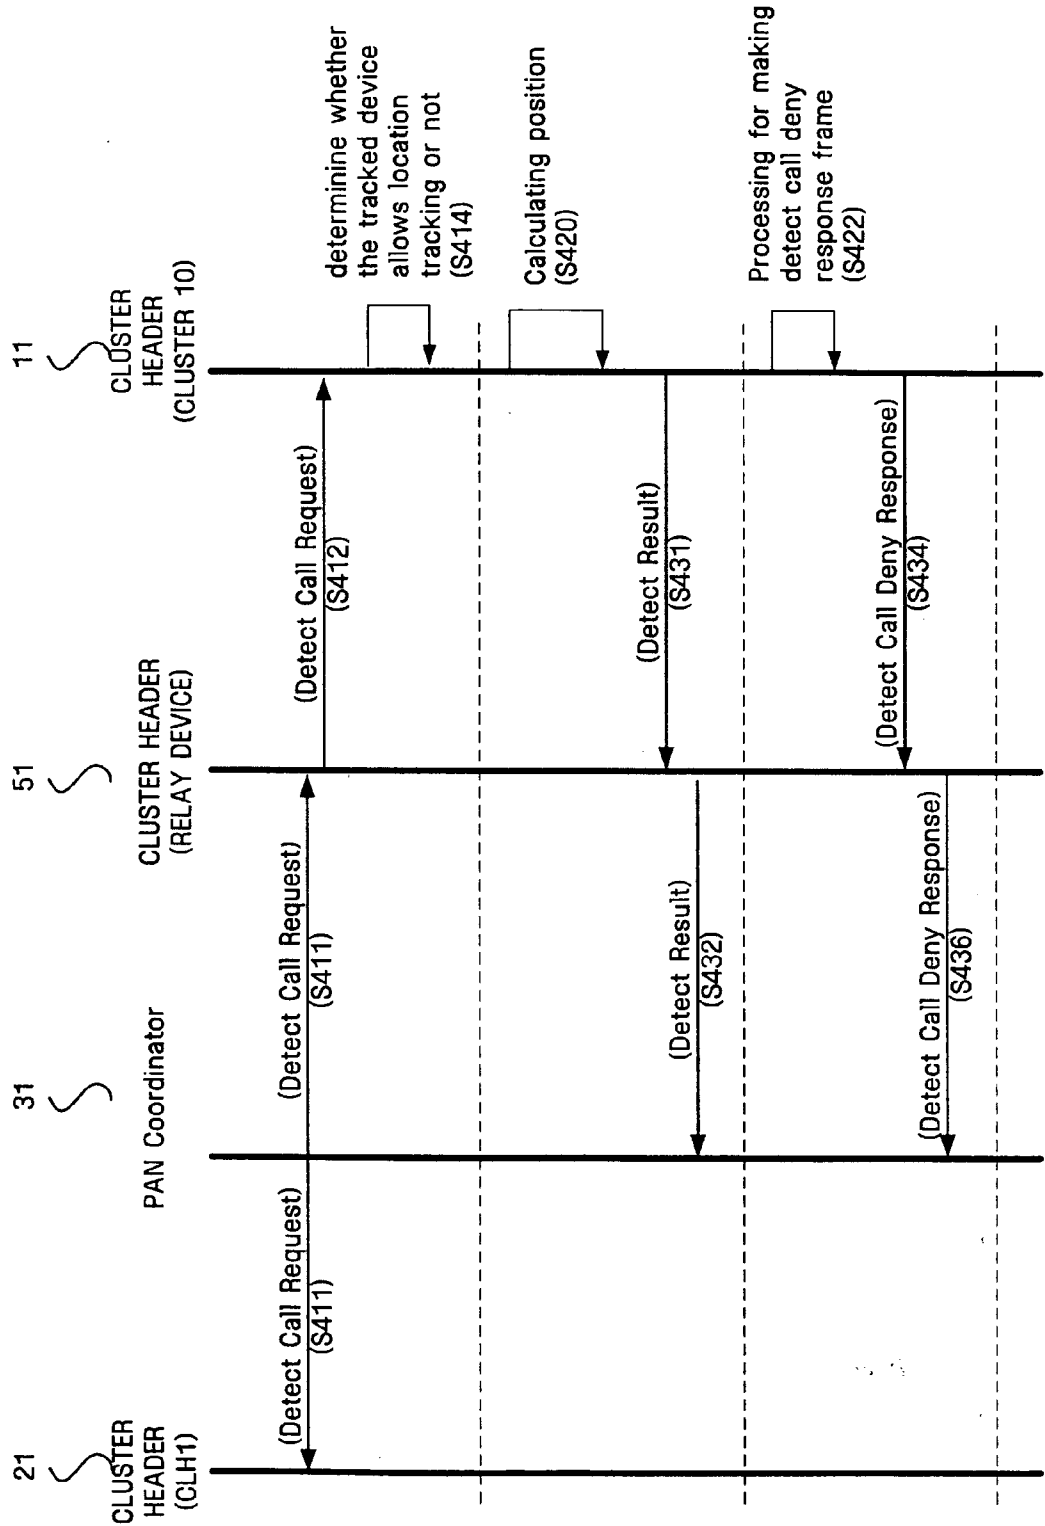 21
CLUSTER
HEADER
(CLH1)
31
PAN Coordinator
51
CLUSTER HEADER
(RELAY DEVICE)
11
CLUSTER
HEADER
(CLUSTER 10)
(Detect Call Request)
(S411)
(Detect Call Request)
(S411)
(Detect Call Request)
(S412)
determinine whether
the tracked device
allows location
tracking or not
(S414)
Calculating position
(S420)
(Detect Result)
(S431)
(Detect Result)
(S432)
Processing for making
detect call deny
response frame
(S422)
(Detect Call Deny Response)
(S434)
(Detect Call Deny Response)
(S436)